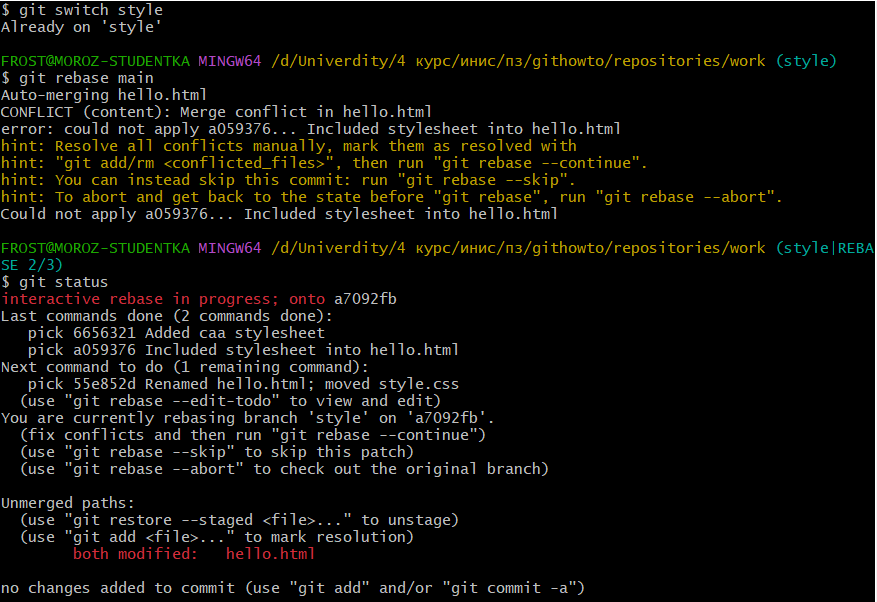 $ git switch style
Already on 'style'
FROST@MOROZ-STUDENTKA MINGW64 /d/Univerdity/4 курс/инис/пз/githowto/repositories/work (style)
$ git rebase main
Auto-merging hello.html
CONFLICT (content): Merge conflict in hello.html
error: could not apply a059376... Included stylesheet into hello.html
hint: Resolve all conflicts manually, mark them as resolved with
hint: "git add/rm <conflicted_files>", then run "git rebase --continue".
hint: You can instead skip this commit: run "git rebase --skip".
hint: To abort and get back to the state before "git rebase", run "git rebase --abort".
Could not apply a059376... Included stylesheet into hello.html
FROST@MOROZ-STUDENTKA MINGW64 /d/Univerdity/4 курс/инис/пз/githowto/repositories/work (style|REBA
SE 2/3)
$ git status
interactive rebase in progress; onto a7092fb
Last commands done (2 commands done):
   pick 6656321 Added caa stylesheet
   pick a059376 Included stylesheet into hello.html
Next command to do (1 remaining command):
   pick 55e852d Renamed hello.html; moved style.css
  (use "git rebase --edit-todo" to view and edit)
You are currently rebasing branch 'style' on 'a7092fb'.
  (fix conflicts and then run "git rebase --continue")
  (use "git rebase --skip" to skip this patch)
  (use "git rebase --abort" to check out the original branch)
Unmerged paths:
  (use "git restore --staged <file>..." to unstage)
  (use "git add <file>..." to mark resolution)
        both modified:   hello.html
no changes added to commit (use "git add" and/or "git commit -a")